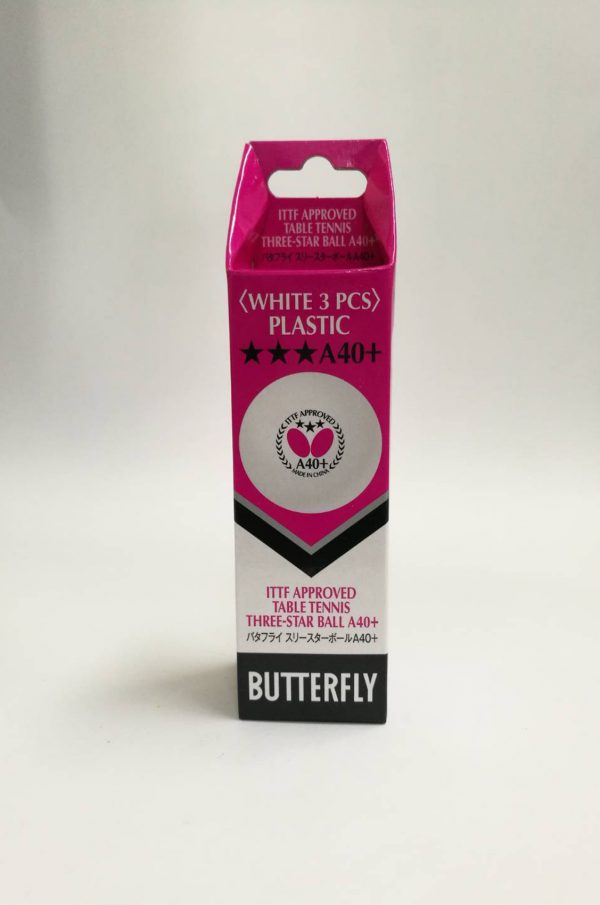 ITTF APPROVED
TABLE TENNIS
THREE-STAR BALL A40+
バタフライ スリースターボールA40+
〈WHITE 3 PCS〉
PLASTIC
★★★A40+
ITTF APPROVED
★★★
A40+
MADE IN CHINA
ITTF APPROVED
TABLE TENNIS
THREE-STAR BALL A40+
バタフライ スリースターボールA40+
BUTTERFLY